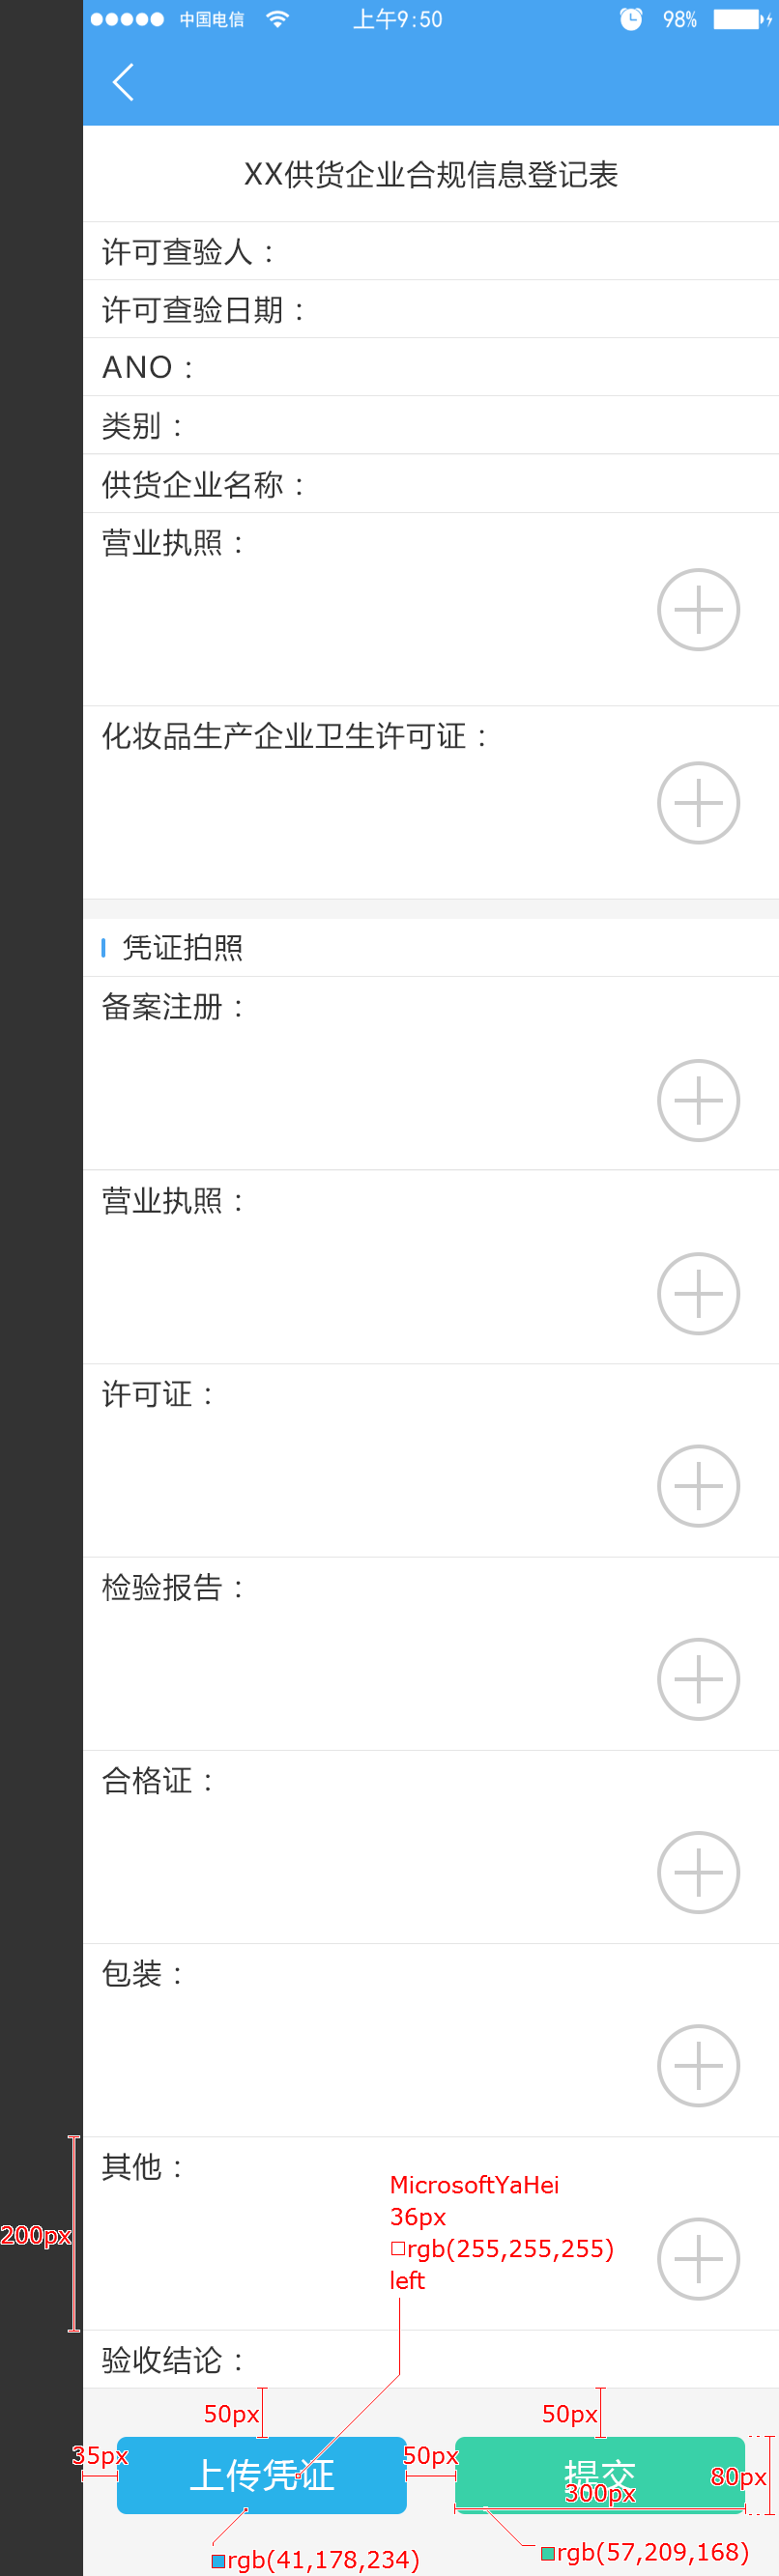 中国电信 上午9:50 98%
XX供货企业合规信息登记表
许可查验人：
许可查验日期：
ANO：
类别：
供货企业名称：
营业执照：
化妆品生产企业卫生许可证：
凭证拍照
备案注册：
营业执照：
许可证：
检验报告：
合格证：
包装：
其他：
MicrosoftYaHei
36px
rgb(255,255,255)
left
200px
验收结论：
50px 50px
35px 上传凭证 50px 提交 80px
300px
rgb(41,178,234) rgb(57,209,168)